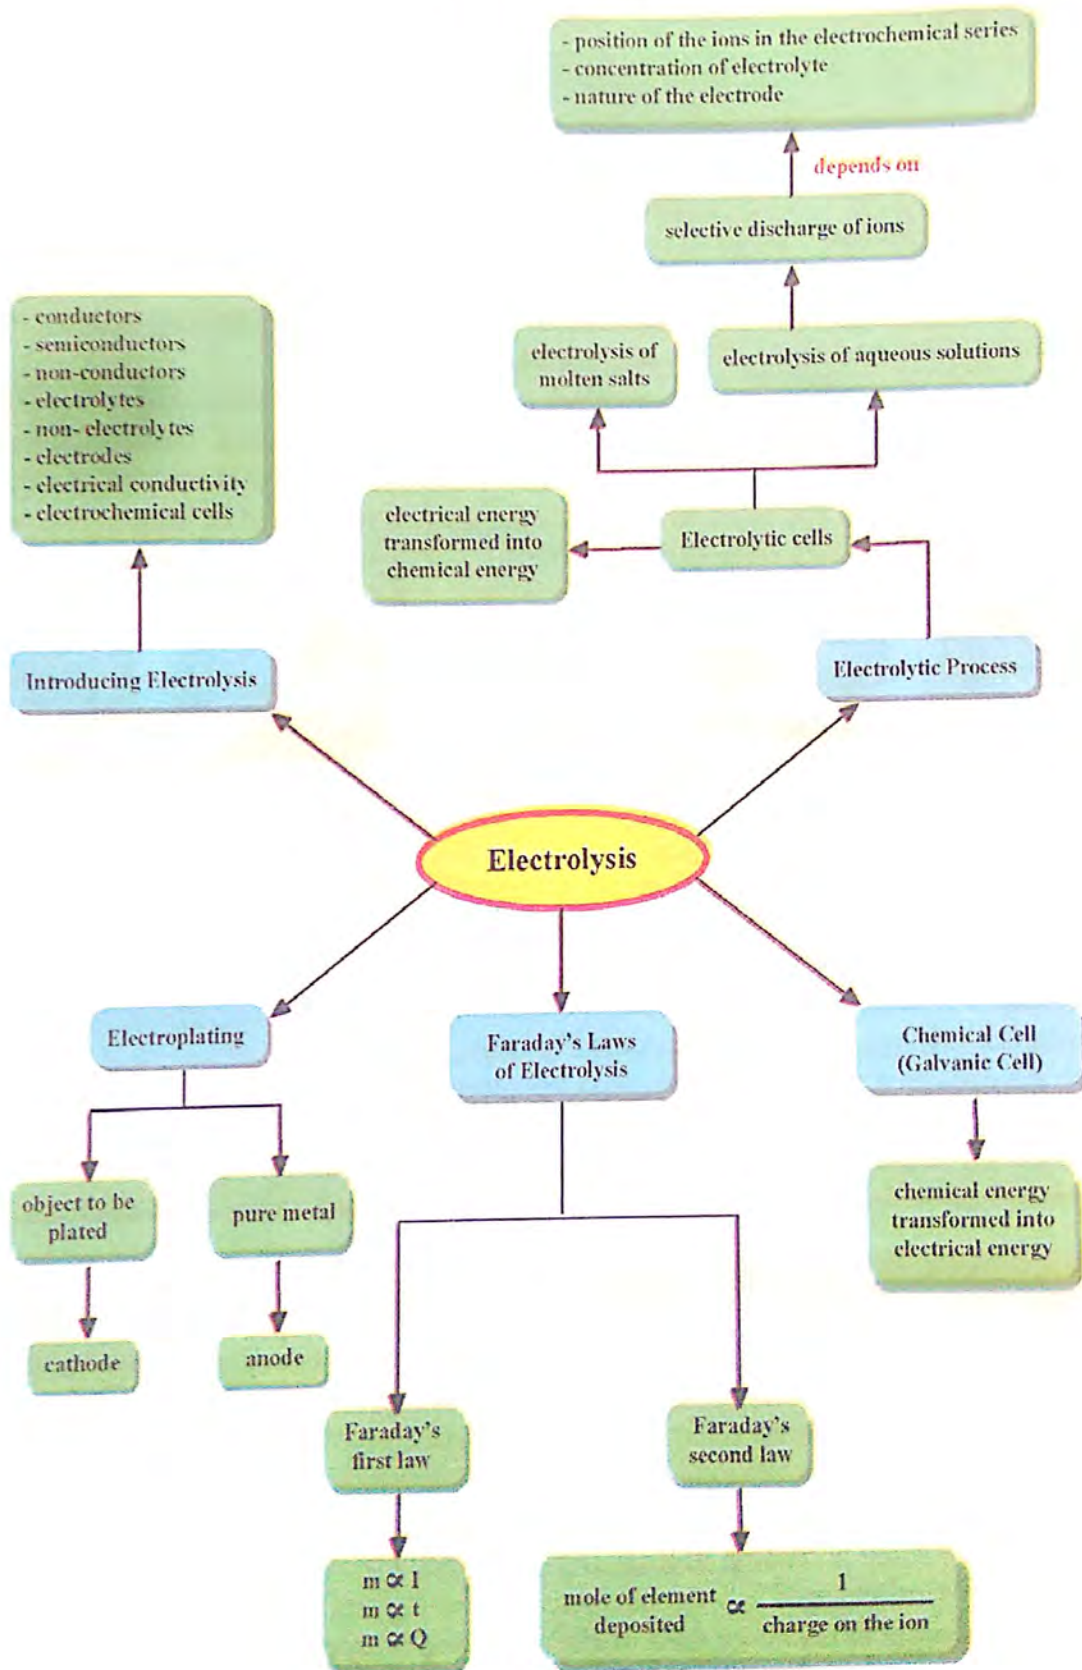 - position of the ions in the electrochemical series
- concentration of electrolyte
- nature of the electrode
depends on
selective discharge of ions
- conductors
- semiconductors
- non-conductors
- electrolytes
- non- electrolytes
- electrodes
- electrical conductivity
- electrochemical cells
electrolysis of
molten salts
electrolysis of aqueous solutions
electrical energy
transformed into
chemical energy
Electrolytic cells
Introducing Electrolysis
Electrolytic Process
Electrolysis
Electroplating
Faraday's Laws
of Electrolysis
Chemical Cell
(Galvanic Cell)
object to be
plated
pure metal
chemical energy
transformed into
electrical energy
cathode
anode
Faraday's
first law
Faraday's
second law
m ∝ I
m ∝ t
m ∝ Q
mole of element
deposited
∝
1
charge on the ion